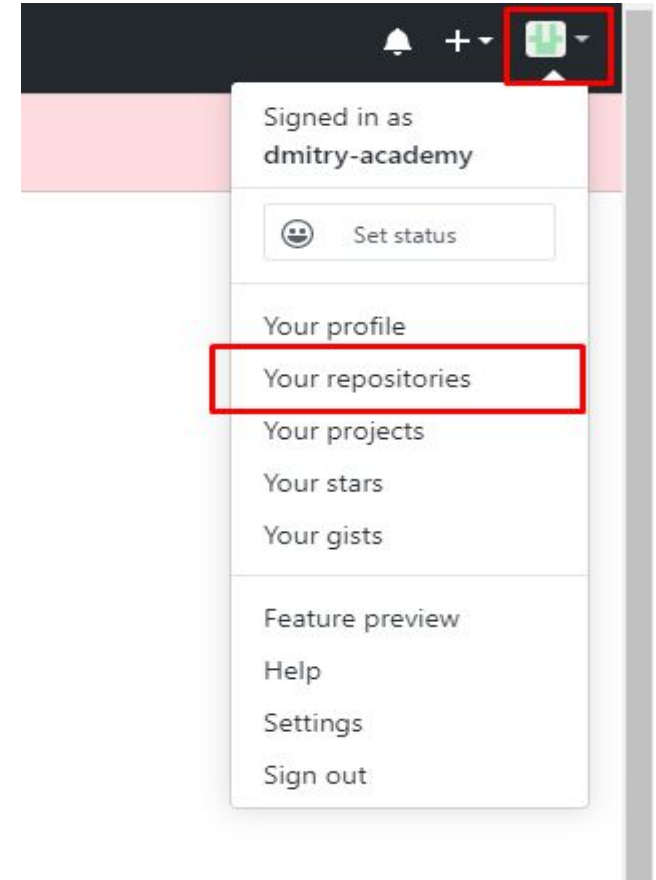 Signed in as
dmitry-academy
Set status
Your profile
Your repositories
Your projects
Your stars
Your gists
Feature preview
Help
Settings
Sign out